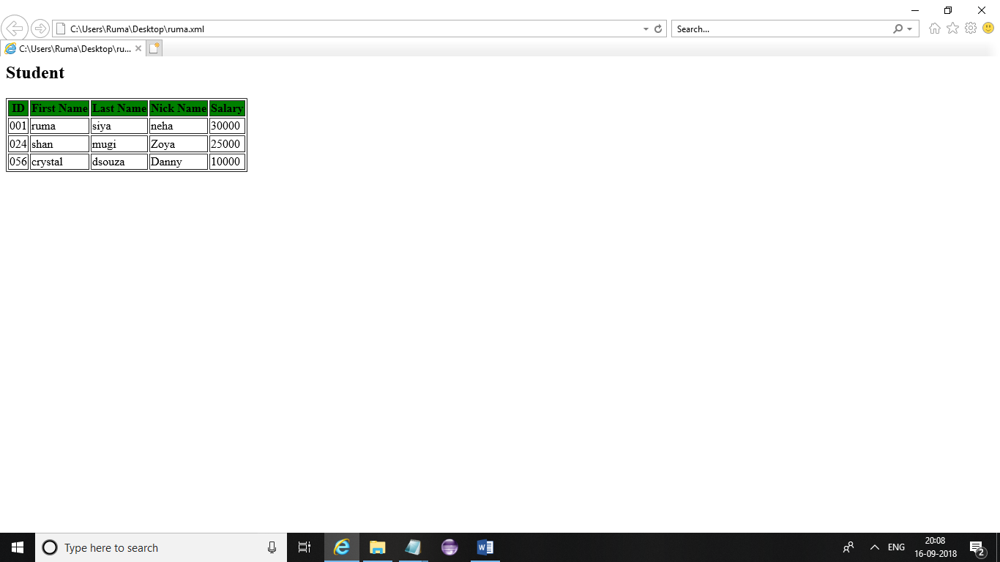 C:\Users\Ruma\Desktop\ruma.xml
Search...
C:\Users\Ruma\Desktop\ru...
Student
ID First Name Last Name Nick Name Salary
001 ruma siya neha 30000
024 shan mugi Zoya 25000
056 crystal dsouza Danny 10000
Type here to search
ENG
20:08
16-09-2018
2